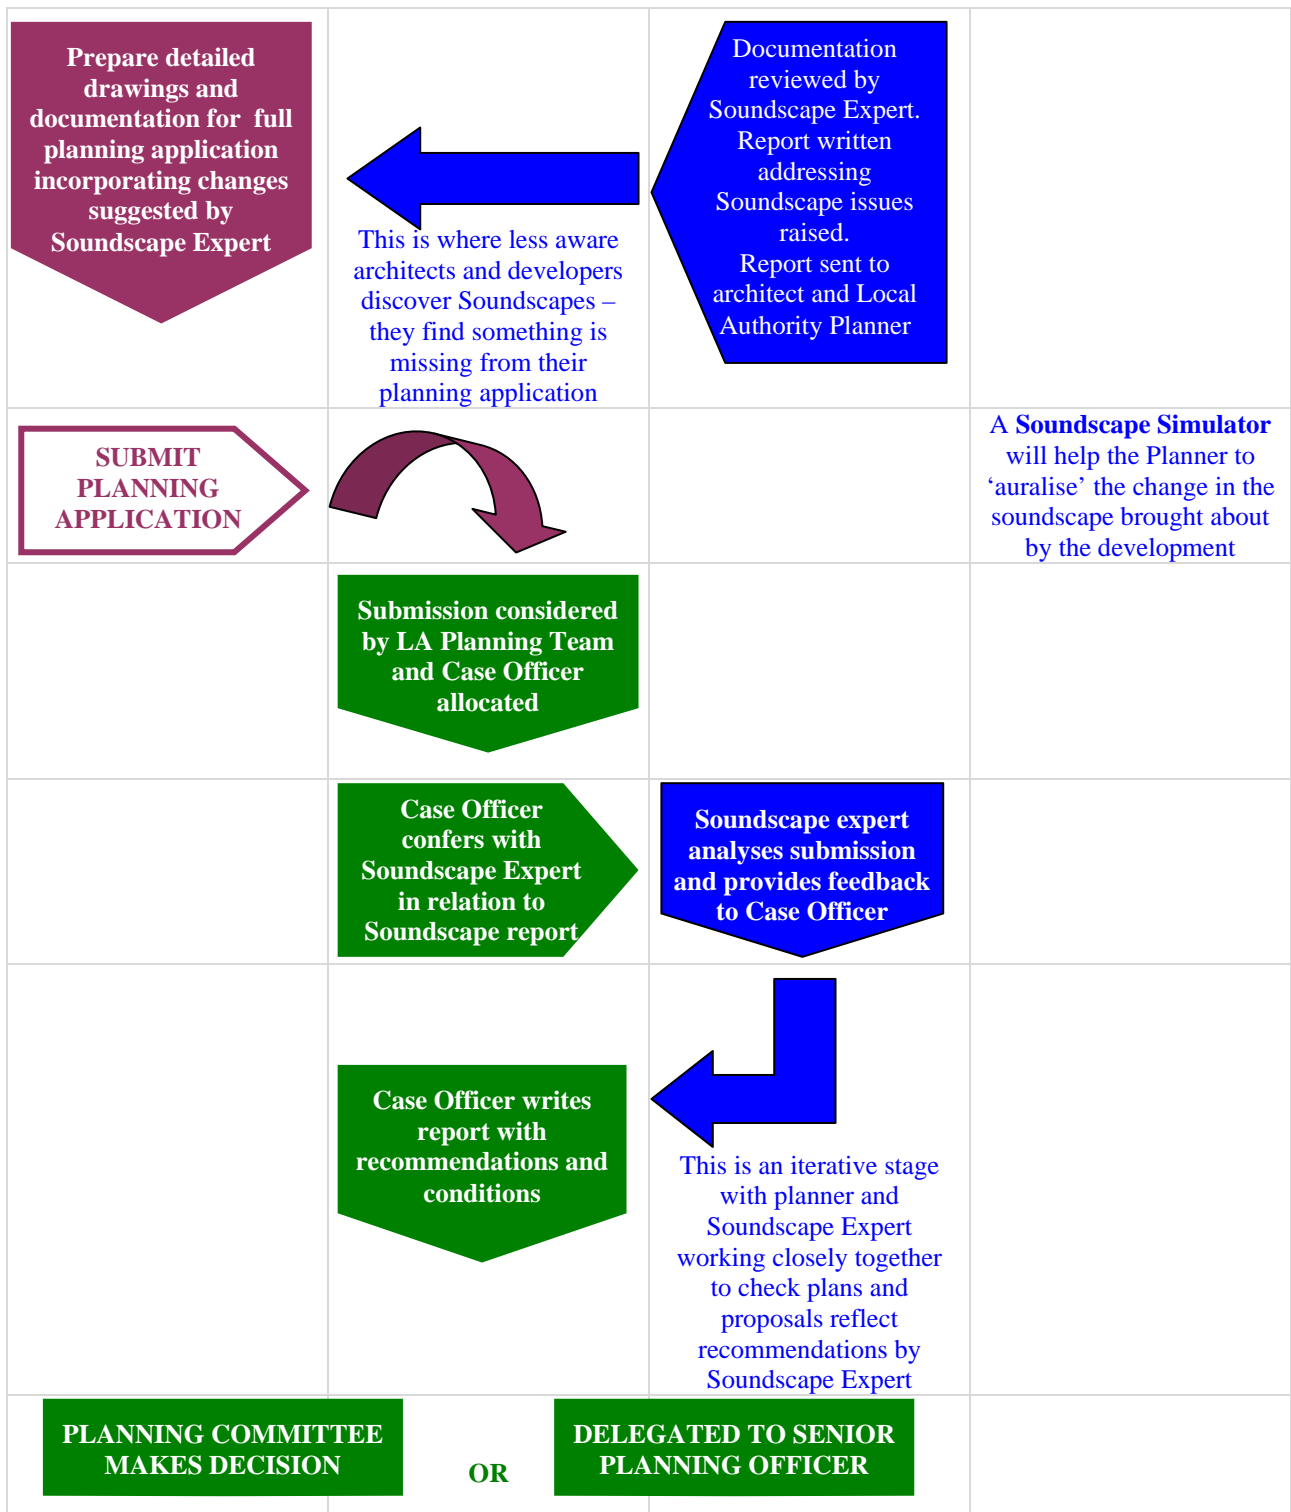 Prepare detailed
drawings and
documentation for full
planning application
incorporating changes
suggested by
Soundscape Expert
This is where less aware
architects and developers
discover Soundscapes –
they find something is
missing from their
planning application
Documentation
reviewed by
Soundscape Expert.
Report written
addressing
Soundscape issues
raised.
Report sent to
architect and Local
Authority Planner
SUBMIT
PLANNING
APPLICATION
A Soundscape Simulator
will help the Planner to
‘auralise’ the change in the
soundscape brought about
by the development
Submission considered
by LA Planning Team
and Case Officer
allocated
Case Officer
confers with
Soundscape Expert
in relation to
Soundscape report
Soundscape expert
analyses submission
and provides feedback
to Case Officer
Case Officer writes
report with
recommendations and
conditions
This is an iterative stage
with planner and
Soundscape Expert
working closely together
to check plans and
proposals reflect
recommendations by
Soundscape Expert
PLANNING COMMITTEE
MAKES DECISION
OR
DELEGATED TO SENIOR
PLANNING OFFICER